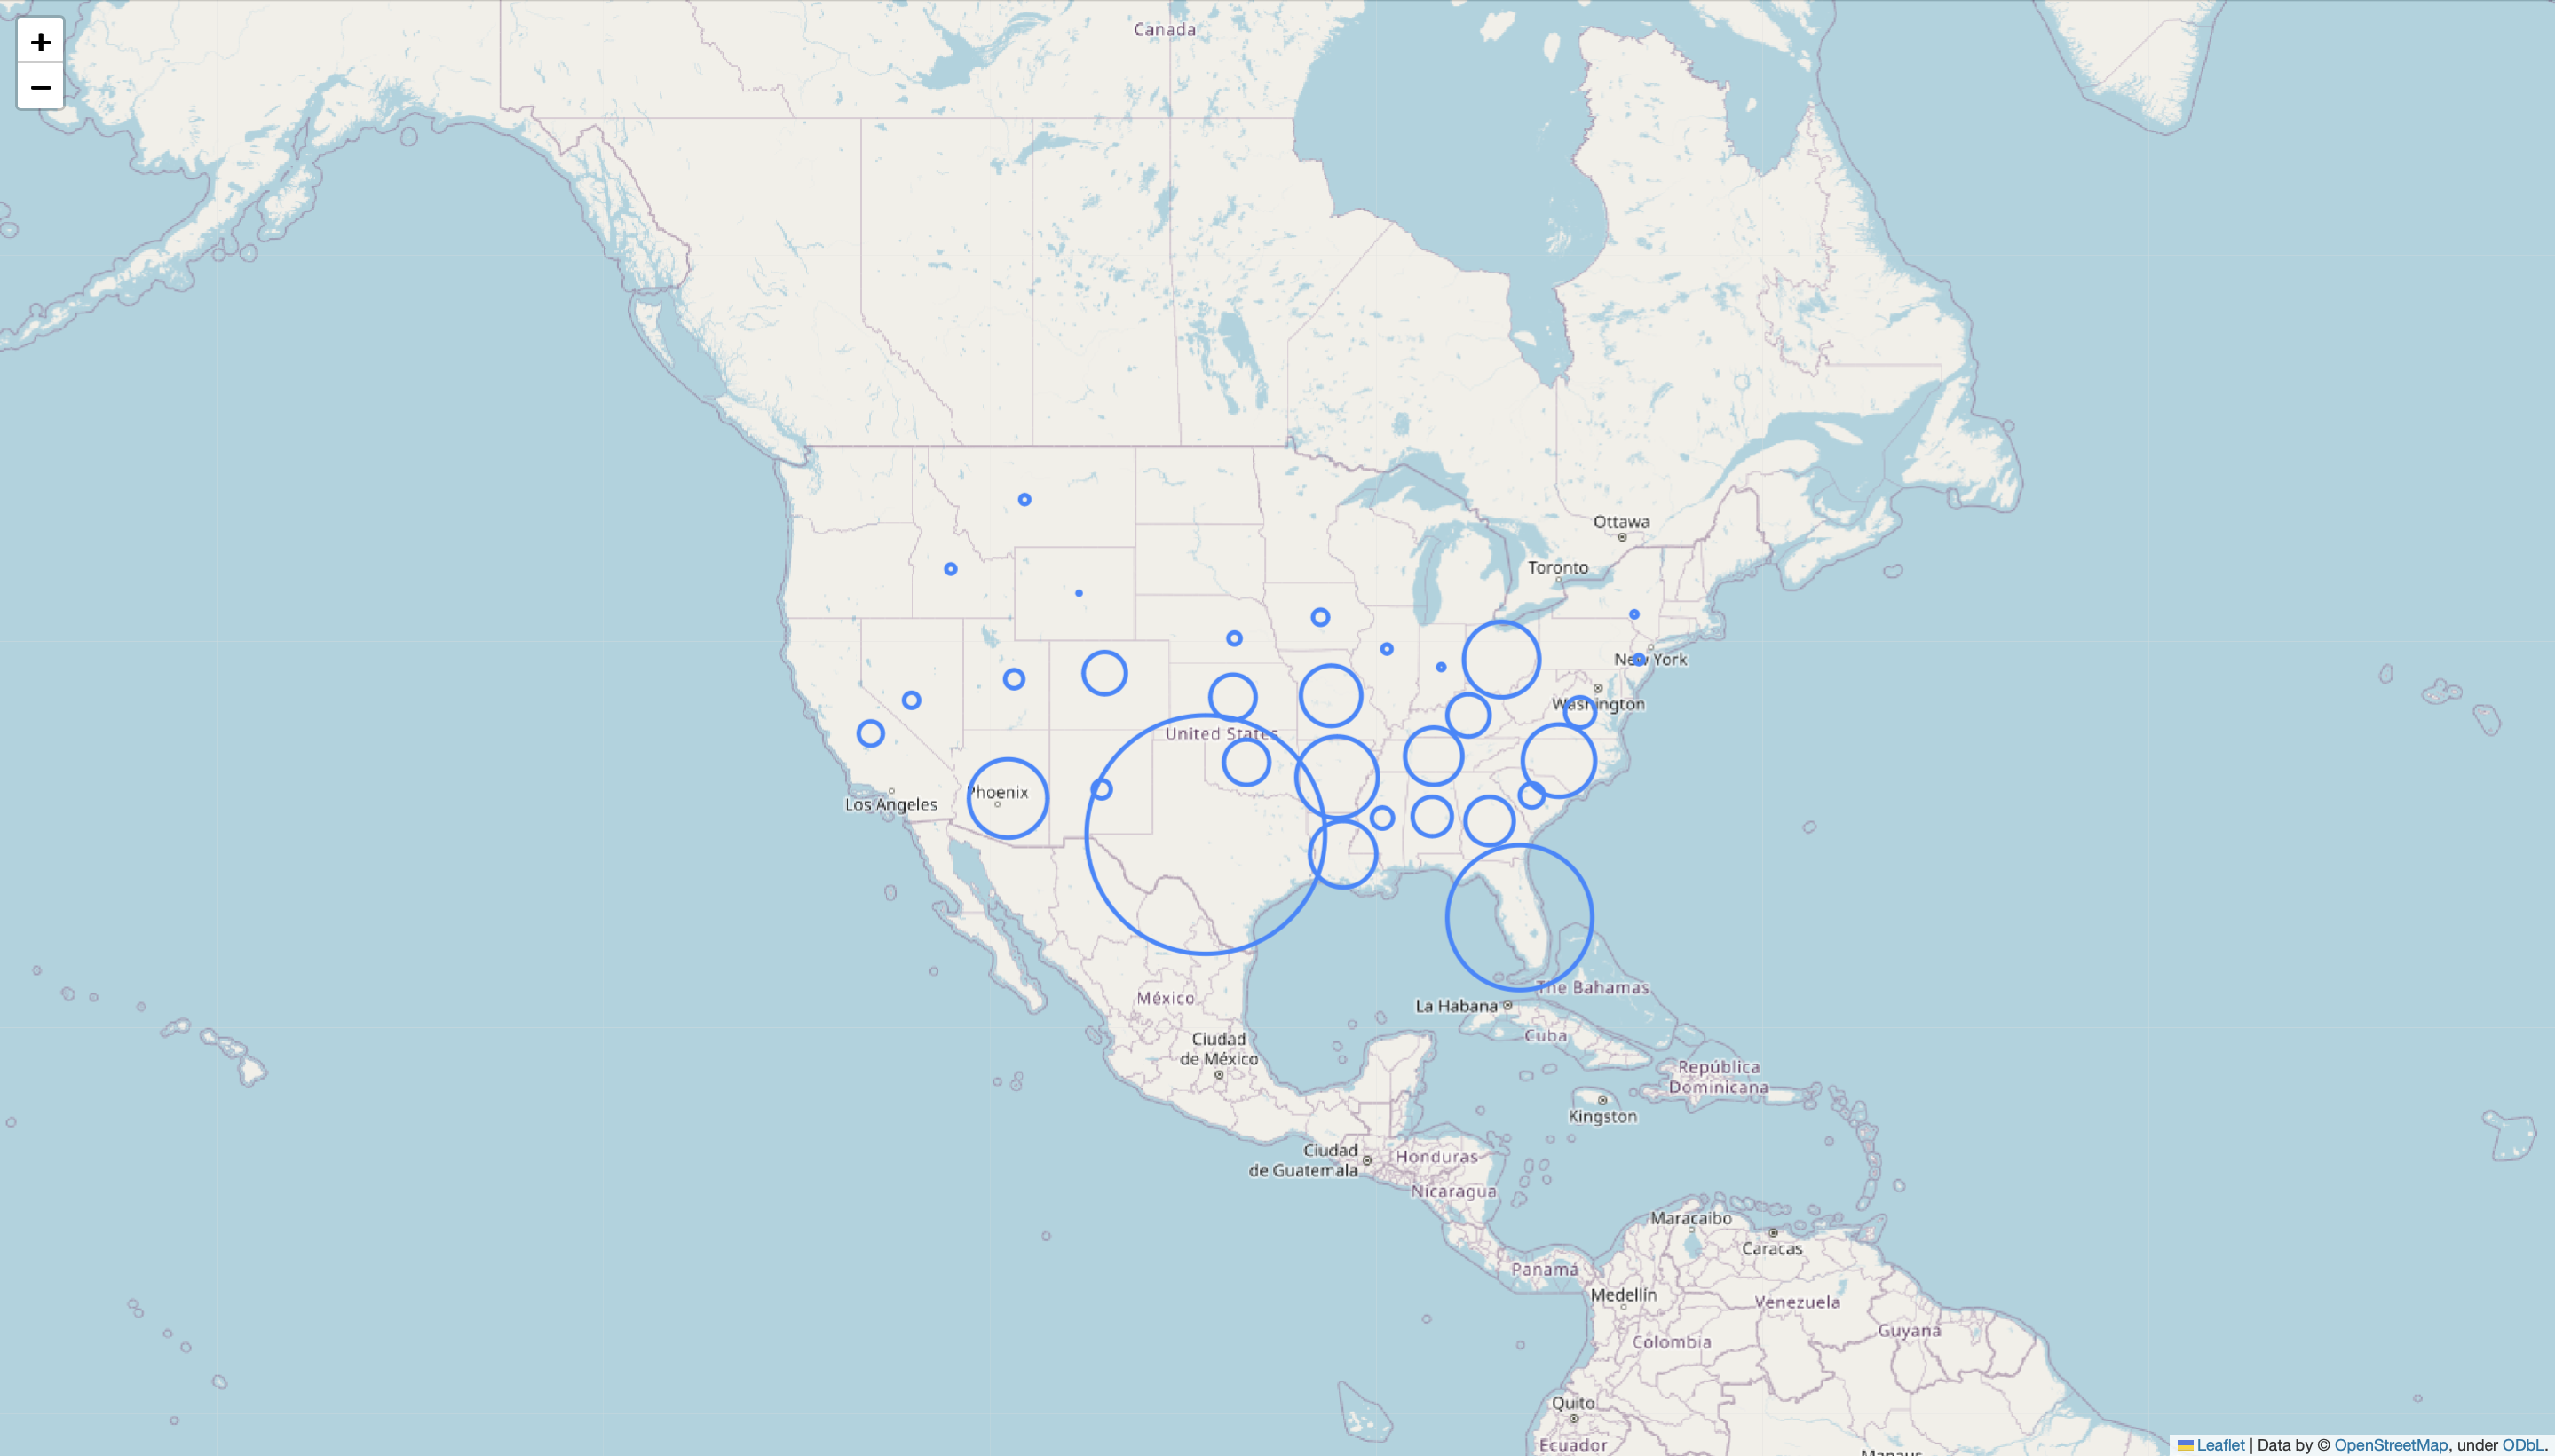 +
−
Canada
Ottawa
Toronto
New York
Washington
United States
Phoenix
Los Angeles
México
La Habana
The Bahamas
Cuba
Ciudad
de México
República
Dominicana
Kingston
Ciudad
de Guatemala
Honduras
Nicaragua
Maracaibo
Caracas
Panamá
Medellín
Venezuela
Guyana
Colombia
Quito
Ecuador
Manaus
Leaflet | Data by © OpenStreetMap, under ODbL.